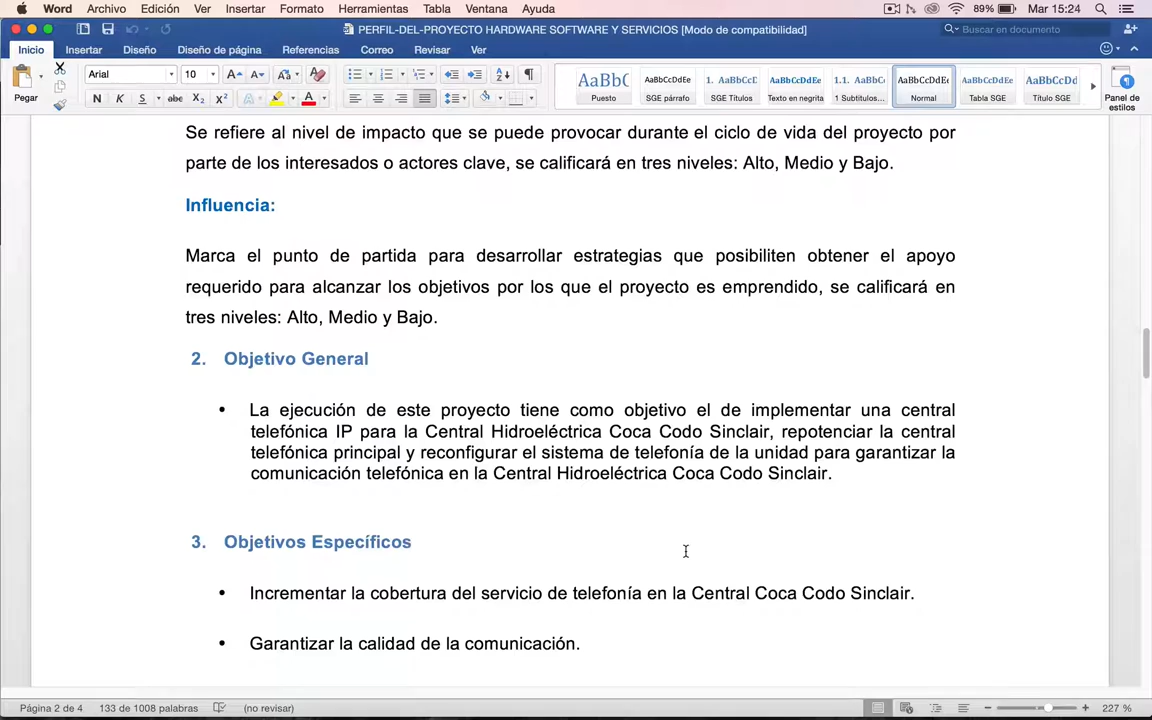 Word Archivo Edición Ver Insertar Formato Herramientas Tabla Ventana Ayuda 89% Mar 15:24
PERFIL-DEL-PROYECTO HARDWARE SOFTWARE Y SERVICIOS [Modo de compatibilidad] Buscar en documento
Inicio Insertar Diseño Diseño de página Referencias Correo Revisar Ver
Pegar Arial 10 AaBbC Puesto AaBbCcDdEe SGE párrafo 1. AaBbCcE SGE Títulos AaBbCcDdEe Texto en negrita 1.1. AaBbCc 1 Subtítulos... AaBbCcDdEe Normal AaBbCcDdEe Tabla SGE AaBbCcDd Título SGE Panel de estilos
N K S abc X₂ X² A A
Se refiere al nivel de impacto que se puede provocar durante el ciclo de vida del proyecto por
parte de los interesados o actores clave, se calificará en tres niveles: Alto, Medio y Bajo.
Influencia:
Marca el punto de partida para desarrollar estrategias que posibiliten obtener el apoyo
requerido para alcanzar los objetivos por los que el proyecto es emprendido, se calificará en
tres niveles: Alto, Medio y Bajo.
2. Objetivo General
• La ejecución de este proyecto tiene como objetivo el de implementar una central
telefónica IP para la Central Hidroeléctrica Coca Codo Sinclair, repotenciar la central
telefónica principal y reconfigurar el sistema de telefonía de la unidad para garantizar la
comunicación telefónica en la Central Hidroeléctrica Coca Codo Sinclair.
3. Objetivos Específicos
• Incrementar la cobertura del servicio de telefonía en la Central Coca Codo Sinclair.
• Garantizar la calidad de la comunicación.
Página 2 de 4 133 de 1008 palabras (no revisar) 227 %